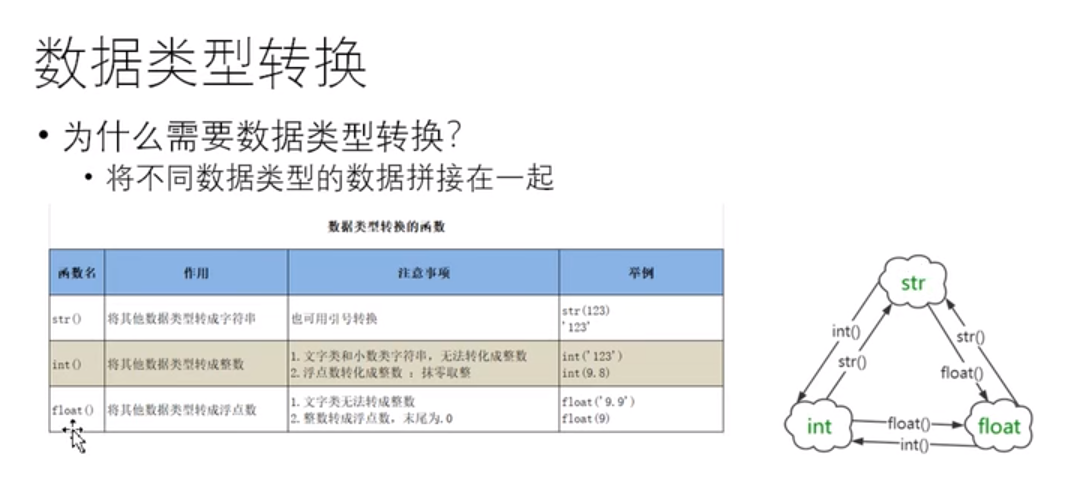 数据类型转换
• 为什么需要数据类型转换?
• 将不同数据类型的数据拼接在一起
数据类型转换的函数
函数名 作用 注意事项 举例
str() 将其他数据类型转成字符串 也可用引号转换 str(123)
'123'
int() 将其他数据类型转成整数 1.文字类和小数类字符串，无法转化成整数 int('123')
2.浮点数转化成整数：抹零取整 int(9.8)
float() 将其他数据类型转成浮点数 1.文字类无法转成整数 float('9.9')
2.整数转成浮点数，末尾为.0 float(9)
str
int()
str()
str()
float()
int
float()
int()
float